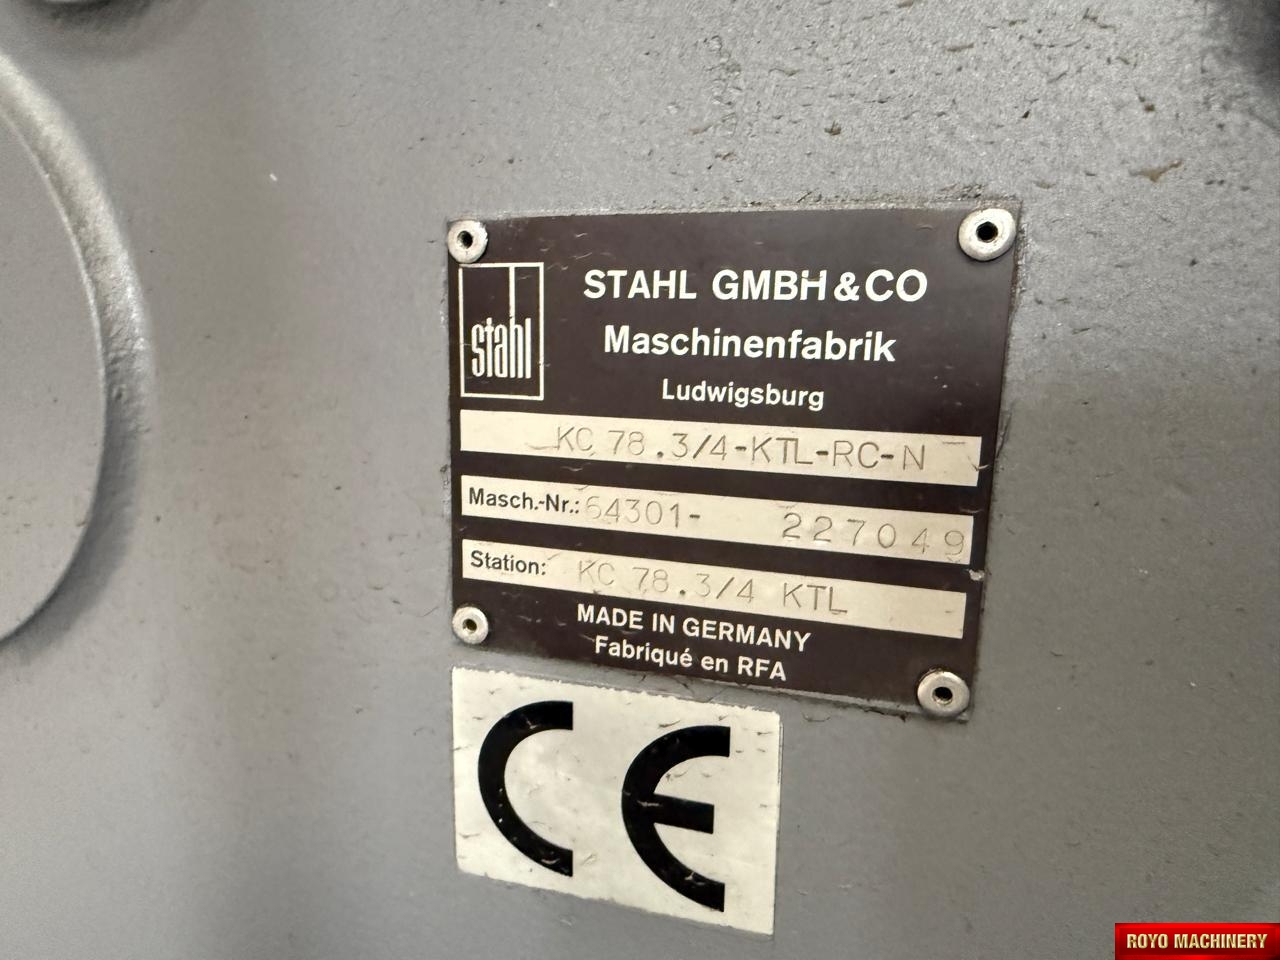 stahl
STAHL GMBH & CO
Maschinenfabrik
Ludwigsburg
KC 78.3/4-KTL-RC-N
Masch.-Nr.: 64301- 227049
Station: KC 78.3/4 KTL
MADE IN GERMANY
Fabriqué en RFA
CE
ROYO MACHINERY